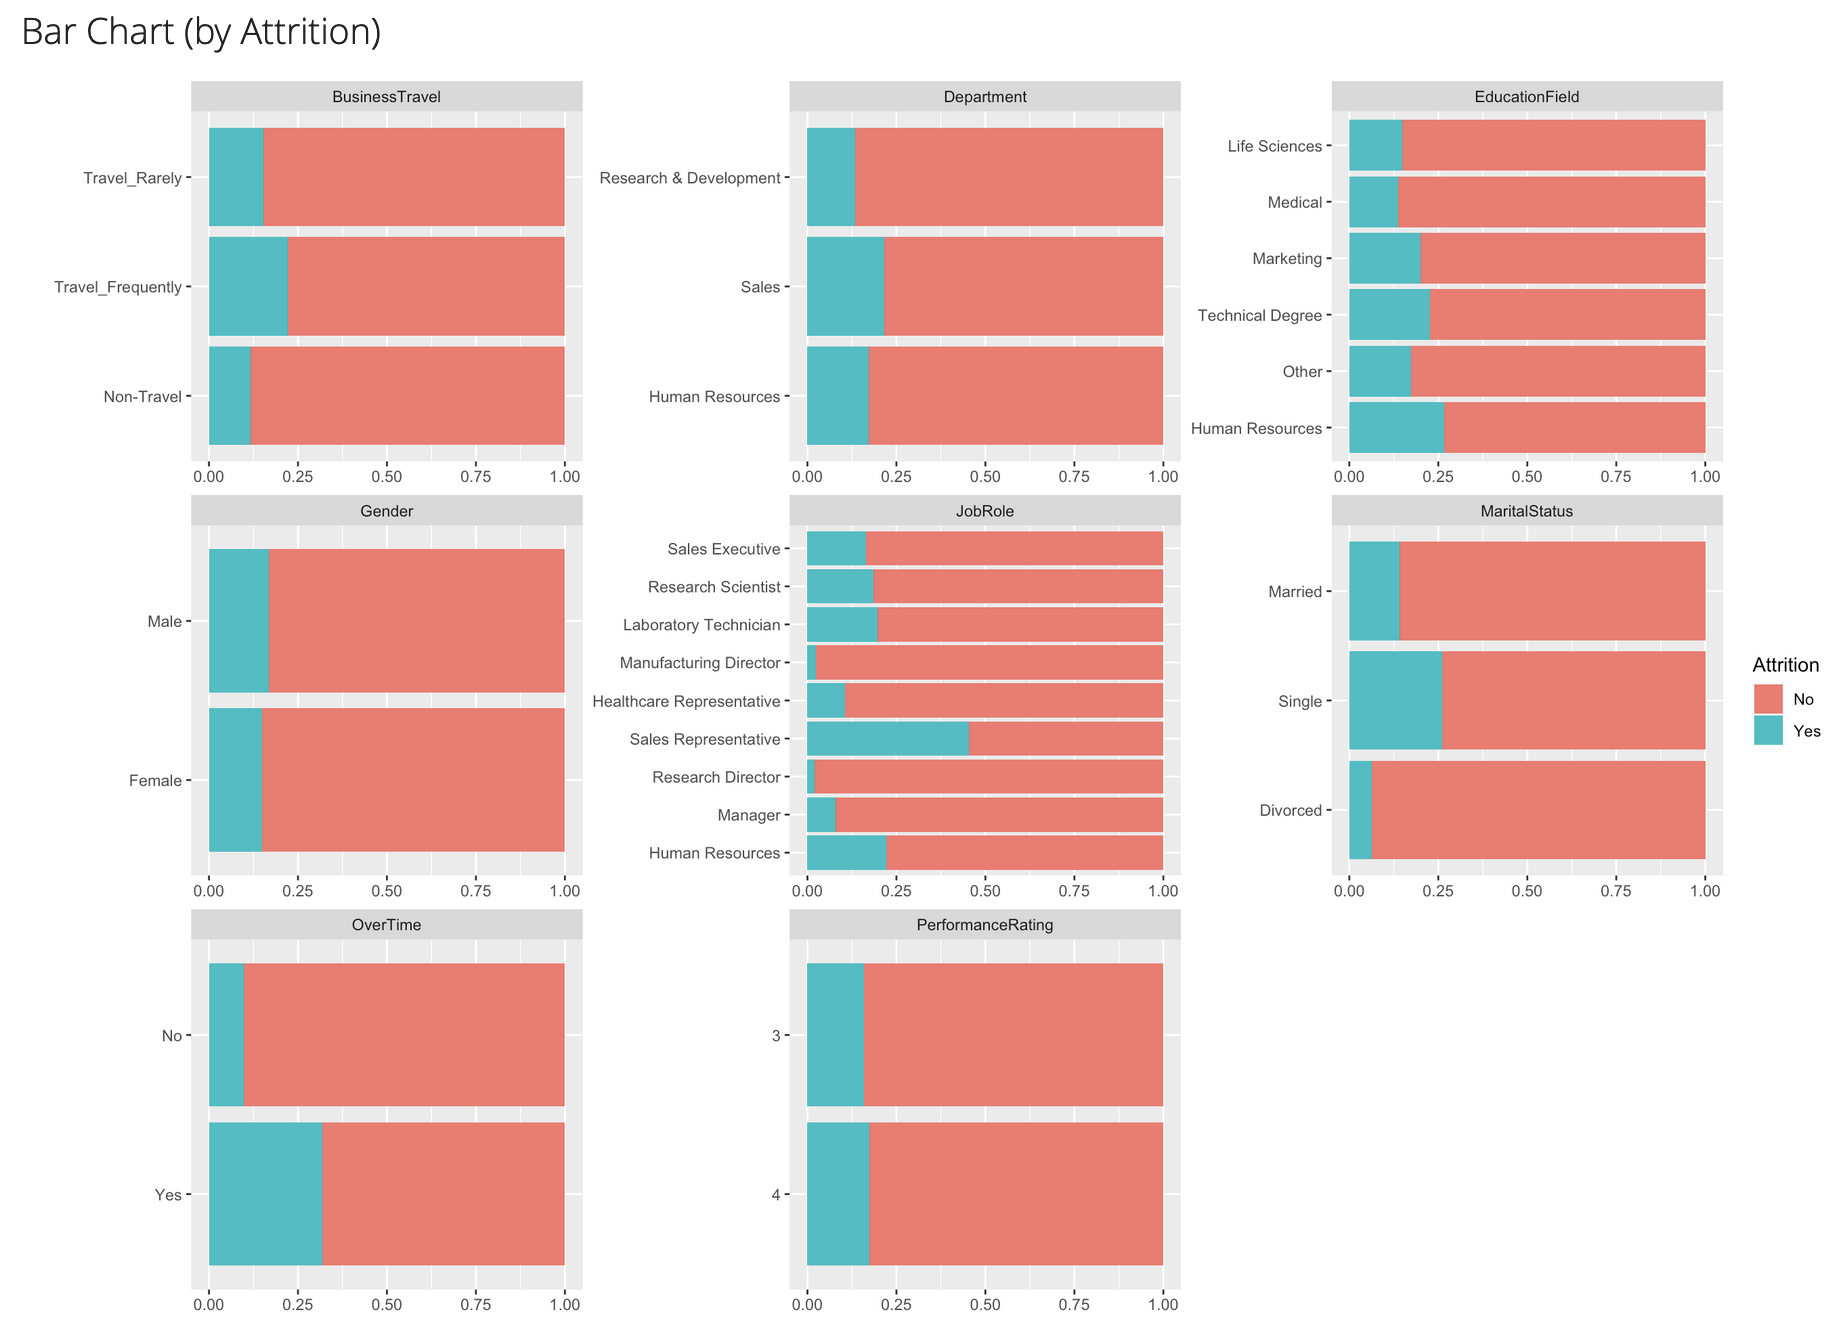 Bar Chart (by Attrition)
BusinessTravel
Travel_Rarely
Travel_Frequently
Non-Travel
0.00 0.25 0.50 0.75 1.00
Department
Research & Development
Sales
Human Resources
0.00 0.25 0.50 0.75 1.00
EducationField
Life Sciences
Medical
Marketing
Technical Degree
Other
Human Resources
0.00 0.25 0.50 0.75 1.00
Gender
Male
Female
0.00 0.25 0.50 0.75 1.00
JobRole
Sales Executive
Research Scientist
Laboratory Technician
Manufacturing Director
Healthcare Representative
Sales Representative
Research Director
Manager
Human Resources
0.00 0.25 0.50 0.75 1.00
MaritalStatus
Married
Single
Divorced
0.00 0.25 0.50 0.75 1.00
Attrition
No
Yes
OverTime
No
Yes
0.00 0.25 0.50 0.75 1.00
PerformanceRating
3
4
0.00 0.25 0.50 0.75 1.00